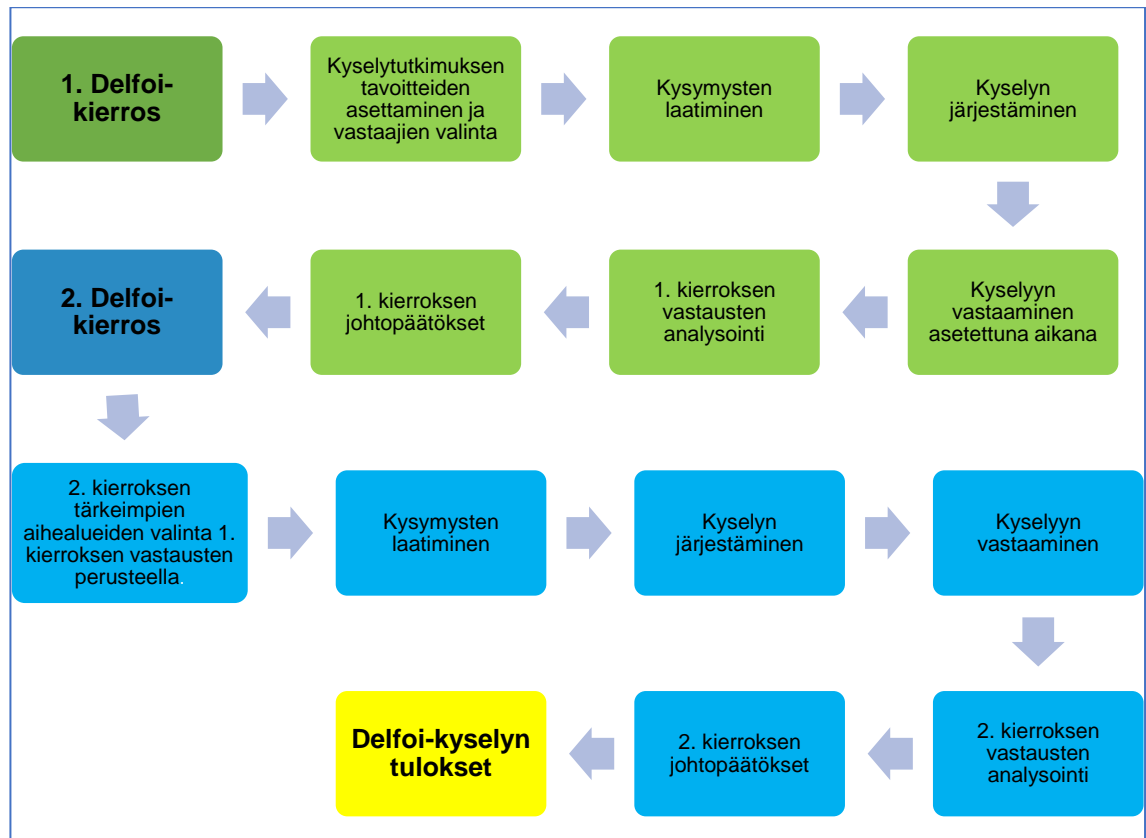 1. Delfoi-
kierros
Kyselytutkimuksen
tavoitteiden
asettaminen ja
vastaajien valinta
Kysymysten
laatiminen
Kyselyn
järjestäminen
Kyselyyn
vastaaminen
asetettuna aikana
1. kierroksen
vastausten
analysointi
1. kierroksen
johtopäätökset
2. Delfoi-
kierros
2. kierroksen
tärkeimpien
aihealueiden valinta 1.
kierroksen vastausten
perusteella.
Kysymysten
laatiminen
Kyselyn
järjestäminen
Kyselyyn
vastaaminen
2. kierroksen
vastausten
analysointi
2. kierroksen
johtopäätökset
Delfoi-kyselyn
tulokset